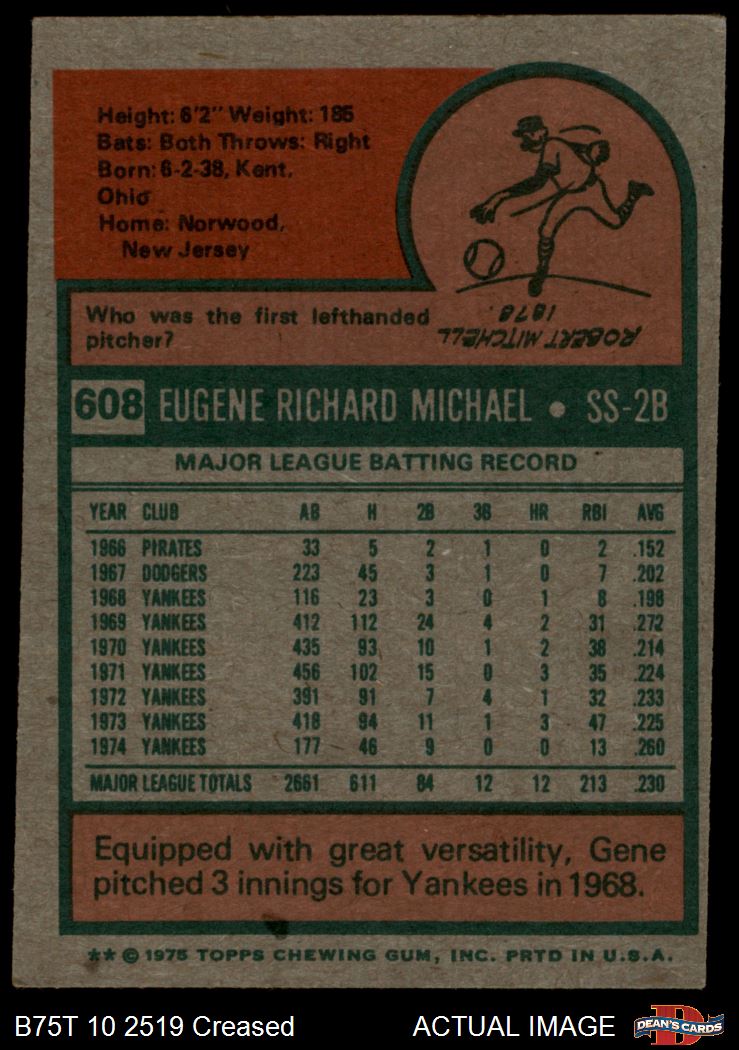 Height: 6'2" Weight: 185
Bats: Both Throws: Right
Born: 6-2-38, Kent,
Ohio
Home: Norwood,
New Jersey
Who was the first lefthanded
pitcher?
ROBERT MITCHELL
1878.
608 EUGENE RICHARD MICHAEL • SS-2B
MAJOR LEAGUE BATTING RECORD
YEAR CLUB AB H 2B 3B HR RBI AVG
1966 PIRATES 33 5 2 1 0 2 .152
1967 DODGERS 223 45 3 1 0 7 .202
1968 YANKEES 116 23 3 0 1 8 .198
1969 YANKEES 412 112 24 4 2 31 .272
1970 YANKEES 435 93 10 1 2 38 .214
1971 YANKEES 456 102 15 0 3 35 .224
1972 YANKEES 391 91 7 4 1 32 .233
1973 YANKEES 418 94 11 1 3 47 .225
1974 YANKEES 177 46 9 0 0 13 .260
MAJOR LEAGUE TOTALS 2661 611 84 12 12 213 .230
Equipped with great versatility, Gene
pitched 3 innings for Yankees in 1968.
** © 1975 TOPPS CHEWING GUM, INC. PRTD IN U.S.A.
B75T 10 2519 Creased ACTUAL IMAGE
D
DEAN'S CARDS